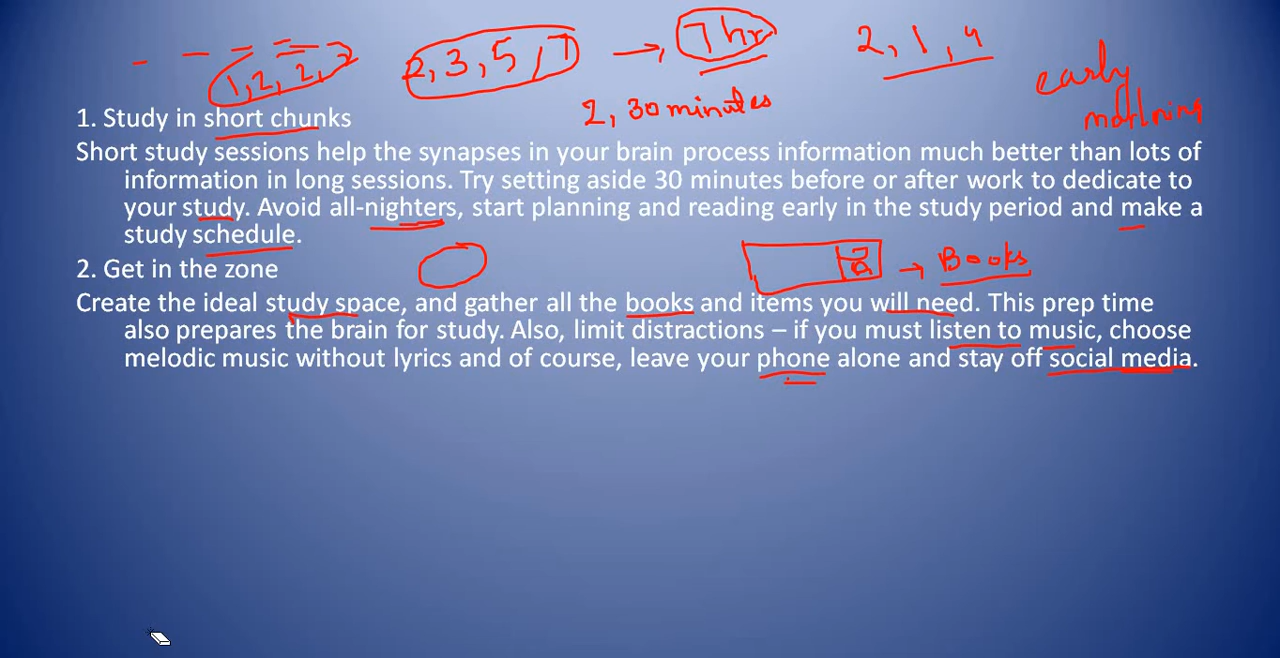 1, 2, 2, 2
2, 3, 5, 7 → 7 hr
2, 1, 4
early
morning
2, 30 minutes
1. Study in short chunks
Short study sessions help the synapses in your brain process information much better than lots of
information in long sessions. Try setting aside 30 minutes before or after work to dedicate to
your study. Avoid all-nighters, start planning and reading early in the study period and make a
study schedule.
→ Books
2. Get in the zone
Create the ideal study space, and gather all the books and items you will need. This prep time
also prepares the brain for study. Also, limit distractions – if you must listen to music, choose
melodic music without lyrics and of course, leave your phone alone and stay off social media.